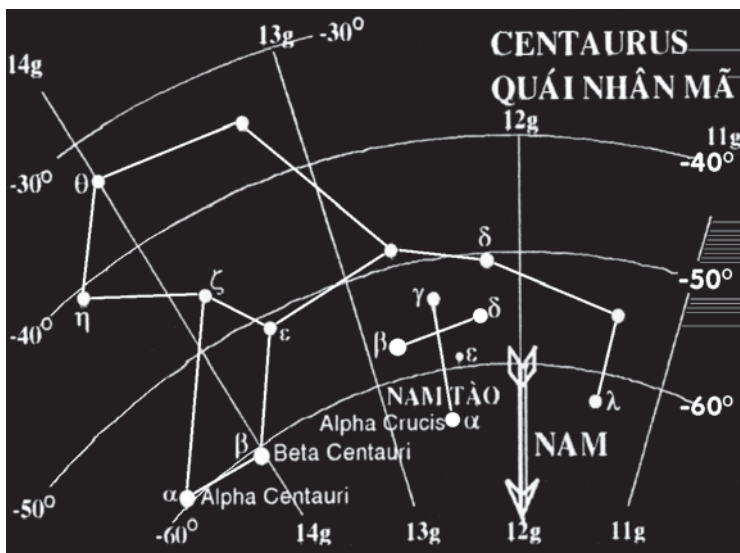 13g
-30°
CENTAURUS
14g
QUÁI NHÂN MÃ
12g
11g
-40°
-30°
θ
δ
-50°
γ
η
ζ
δ
-40°
ε
β
ε
NAM TÀO
-60°
λ
Alpha Crucis
α
β
Beta Centauri
NAM
α
Alpha Centauri
-50°
-60°
14g
13g
12g
11g